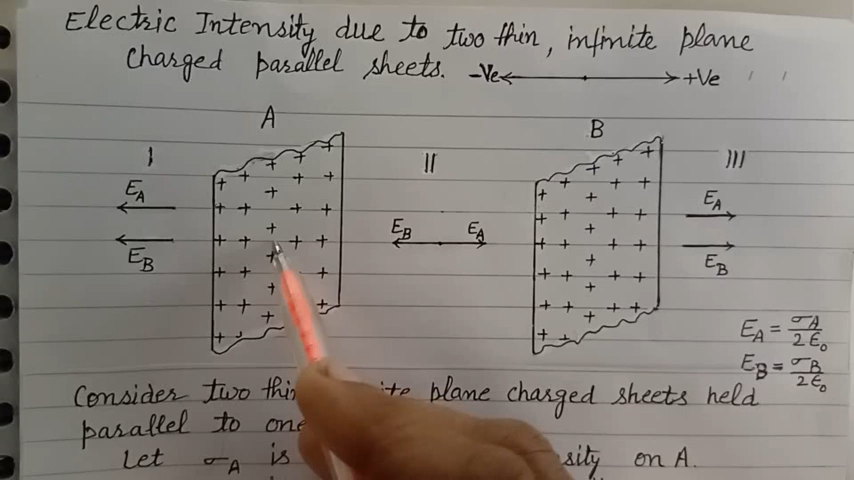 Electric Intensity due to two thin, infinite plane
charged parallel sheets. -Ve +Ve
A B
I II III
E_A E_B E_A E_A
E_B E_B
E_A = σ_A / 2ε₀
E_B = σ_B / 2ε₀
Consider two thin plane charged sheets held
parallel to
Let σ_A is on A.